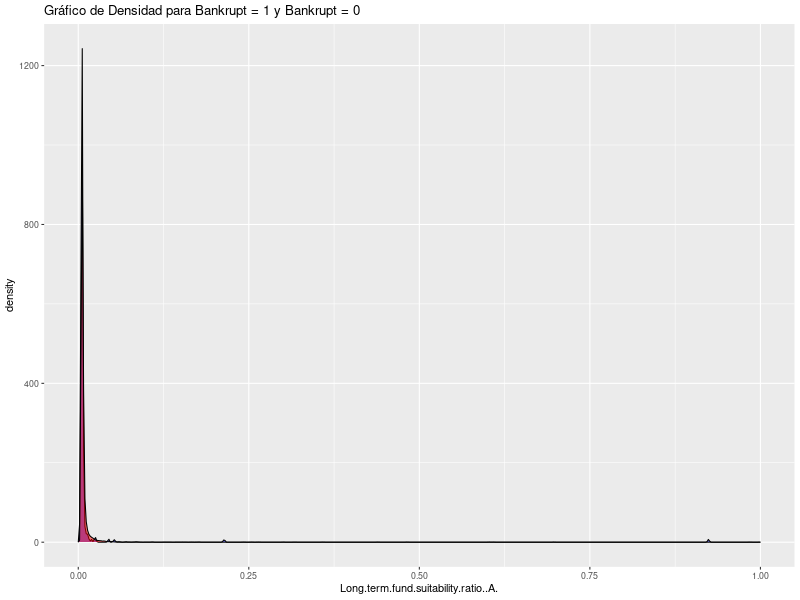 Gráfico de Densidad para Bankrupt = 1 y Bankrupt = 0
1200
800
400
0
density
0.00 0.25 0.50 0.75 1.00
Long.term.fund.suitability.ratio..A.